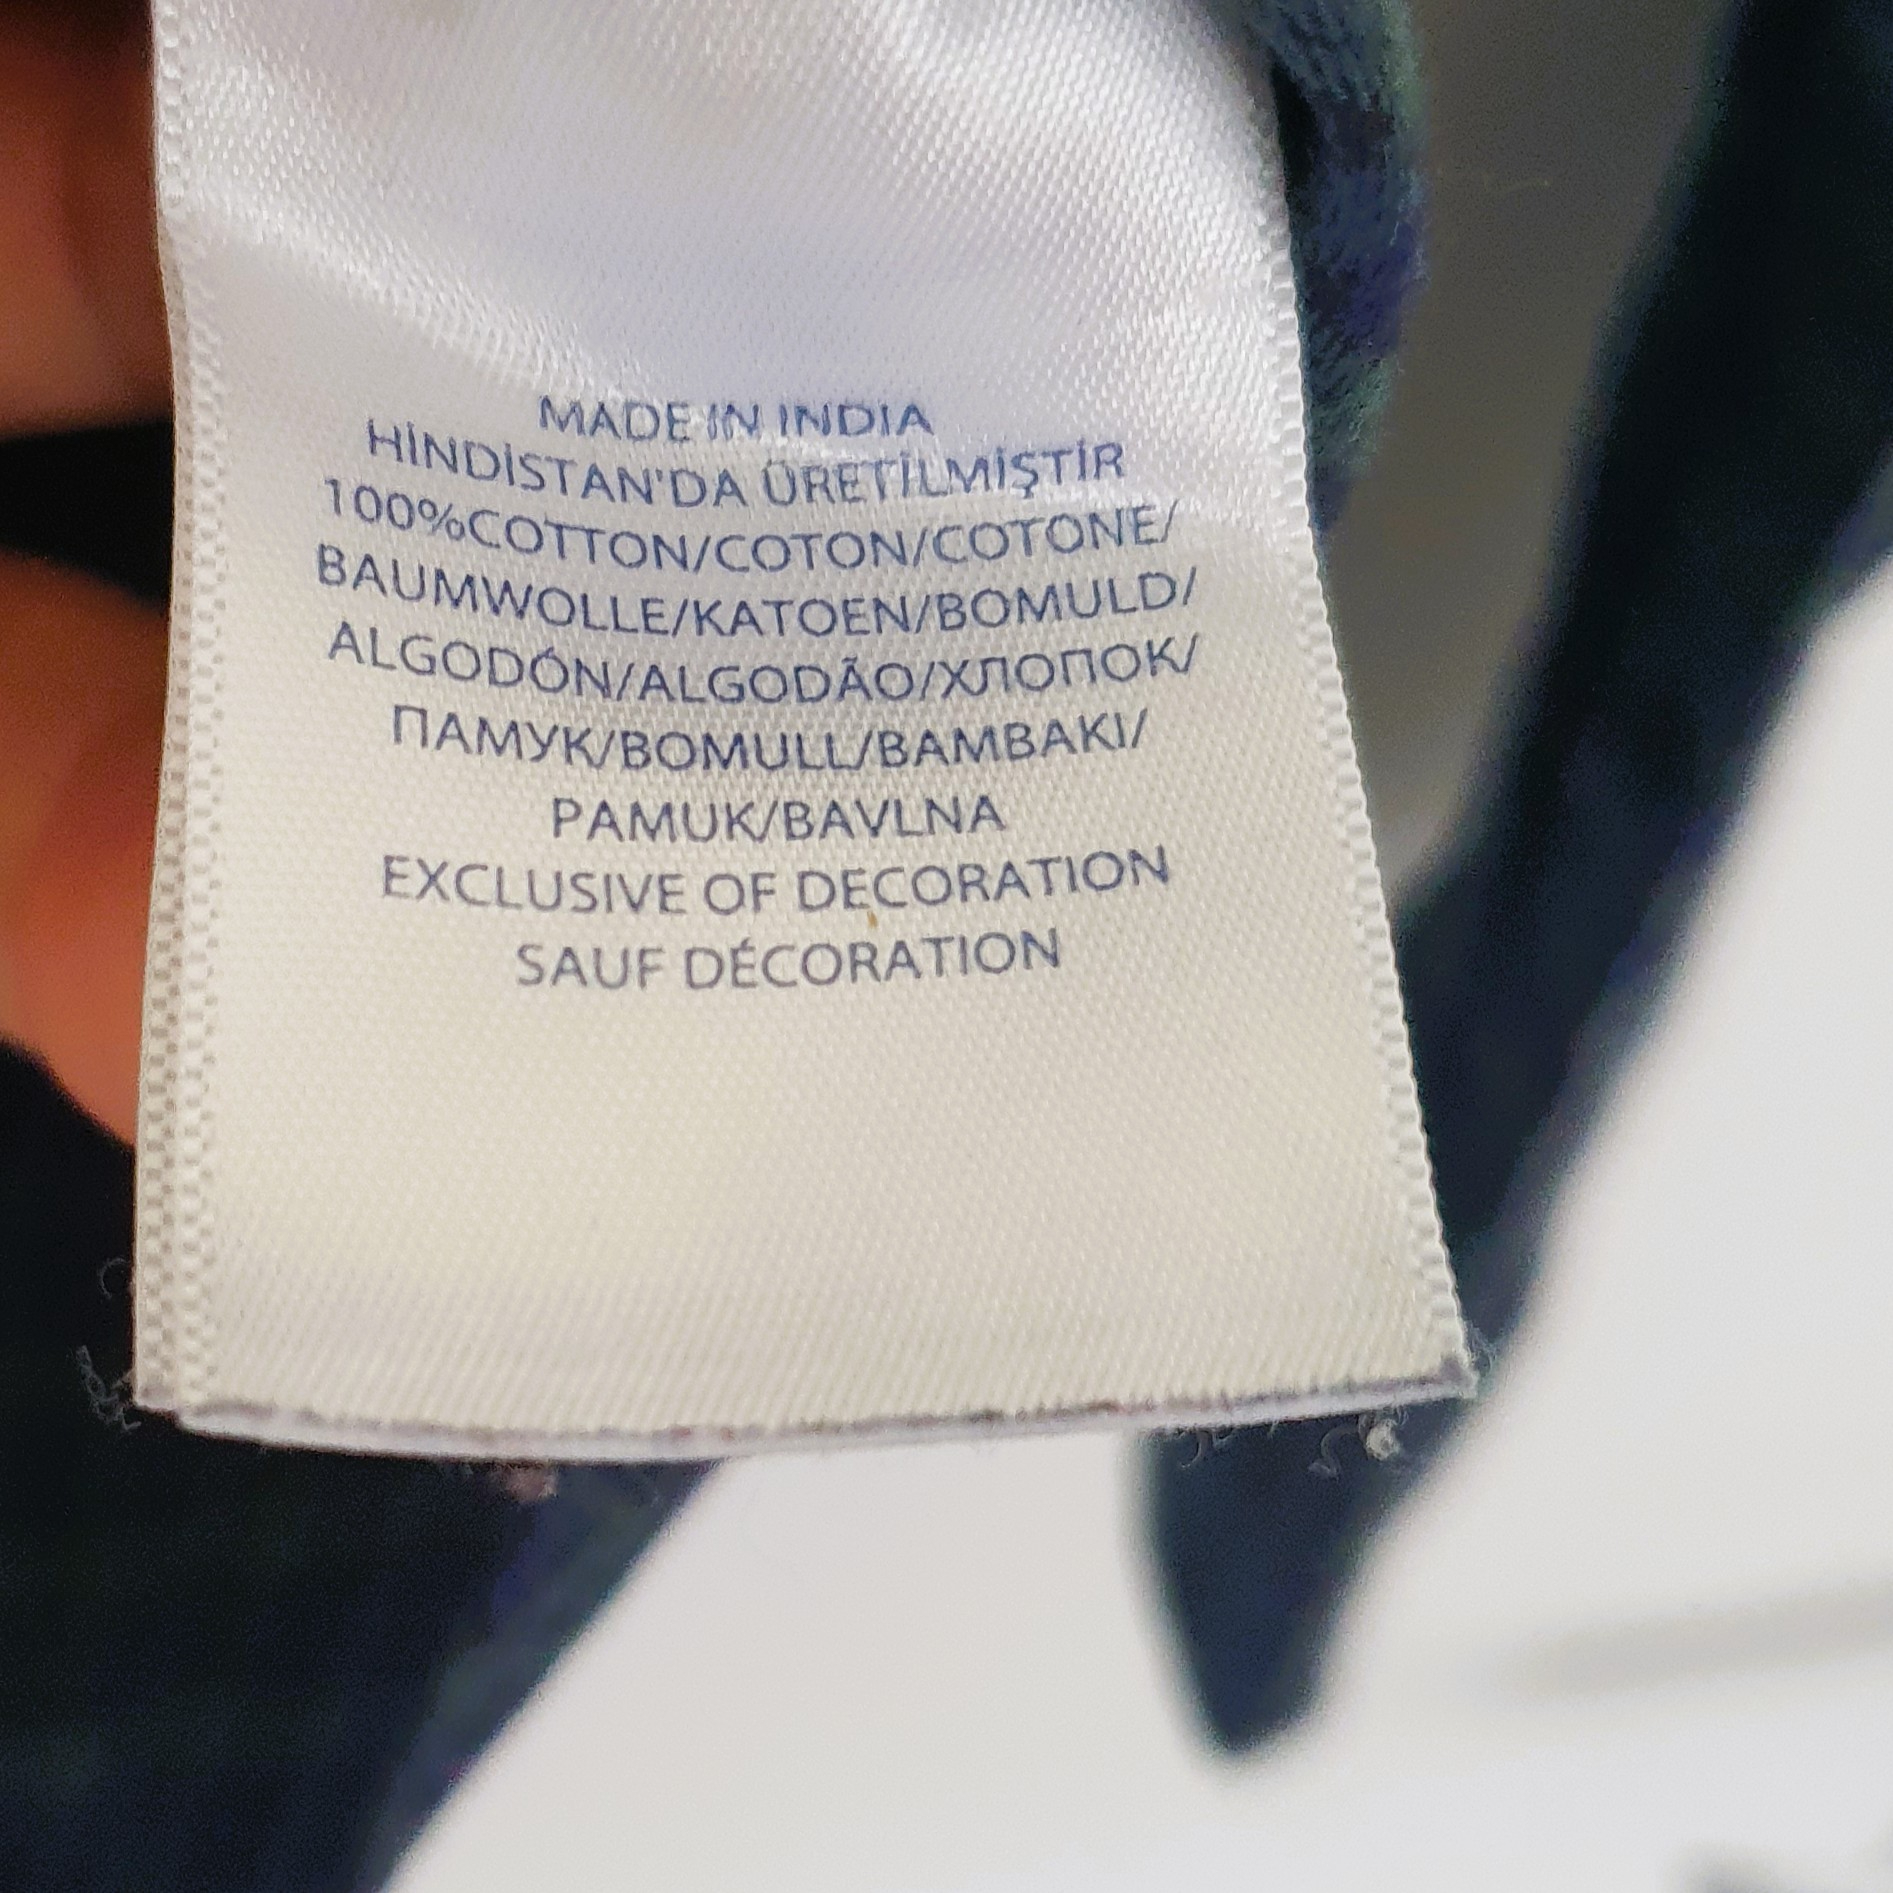 MADE IN INDIA
HİNDİSTAN'DA ÜRETİLMİŞTİR
100%COTTON/COTON/COTONE/
BAUMWOLLE/KATOEN/BOMULD/
ALGODÓN/ALGODÃO/ХЛОПОК/
ПАМУК/BOMULL/BAMBAKI/
PAMUK/BAVLNA
EXCLUSIVE OF DECORATION
SAUF DÉCORATION